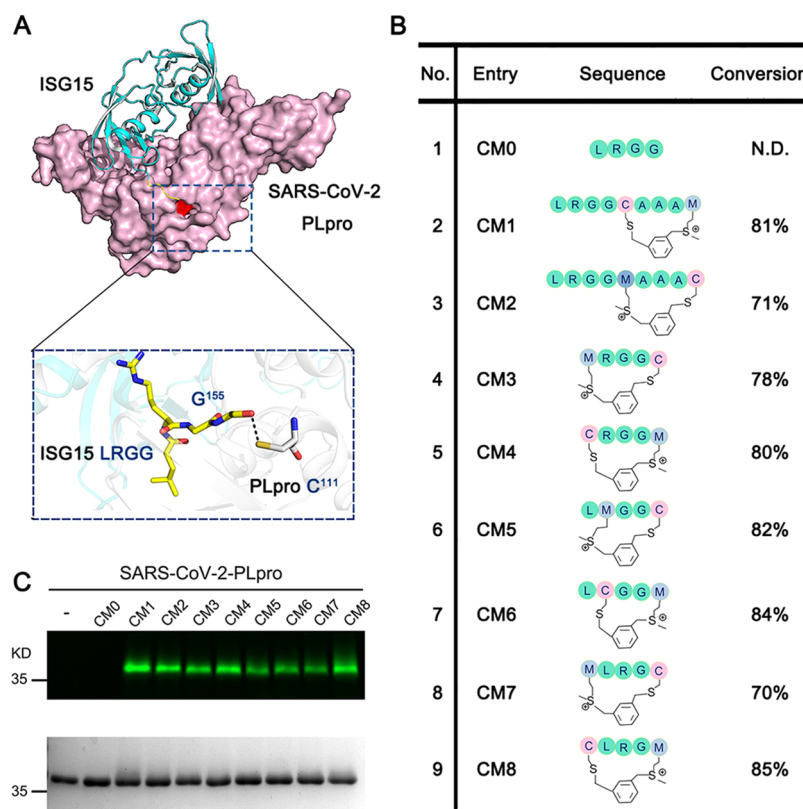 A
ISG15
SARS-CoV-2
PLpro
G155
ISG15 LRGG
PLpro C111
B
No. Entry Sequence Conversion
1 CM0 L R G G N.D.
2 CM1 L R G G C A A A M 81%
S S ⊕
3 CM2 L R G G M A A A C 71%
S ⊕ S
4 CM3 M R G G C 78%
S ⊕ S
5 CM4 C R G G M 80%
S S ⊕
6 CM5 L M G G C 82%
S ⊕ S
7 CM6 L C G G M 84%
S S ⊕
8 CM7 M L R G C 70%
S ⊕ S
9 CM8 C L R G M 85%
S S ⊕
C
SARS-CoV-2-PLpro
- CM0 CM1 CM2 CM3 CM4 CM5 CM6 CM7 CM8
KD
35
35